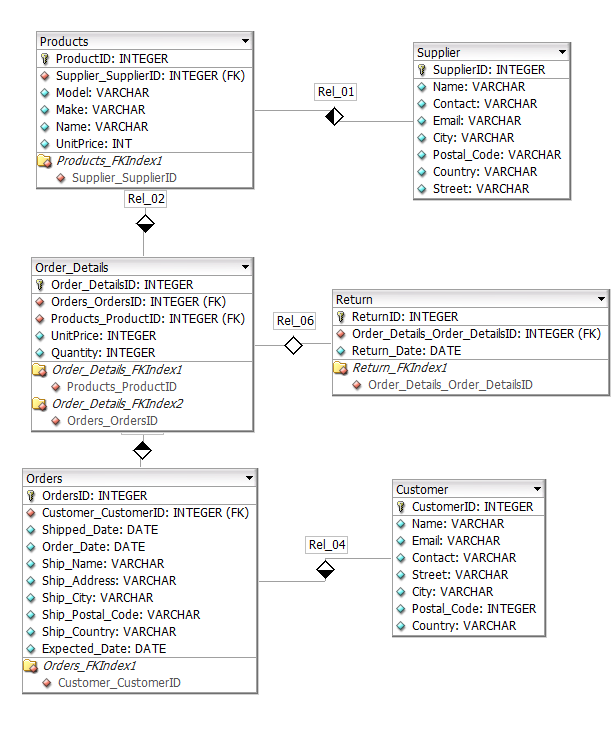 Products
ProductID: INTEGER
Supplier_SupplierID: INTEGER (FK)
Model: VARCHAR
Make: VARCHAR
Name: VARCHAR
UnitPrice: INT
Products_FKIndex1
Supplier_SupplierID
Rel_01
Supplier
SupplierID: INTEGER
Name: VARCHAR
Contact: VARCHAR
Email: VARCHAR
City: VARCHAR
Postal_Code: VARCHAR
Country: VARCHAR
Street: VARCHAR
Rel_02
Order_Details
Order_DetailsID: INTEGER
Orders_OrdersID: INTEGER (FK)
Products_ProductID: INTEGER (FK)
UnitPrice: INTEGER
Quantity: INTEGER
Order_Details_FKIndex1
Products_ProductID
Order_Details_FKIndex2
Orders_OrdersID
Rel_06
Return
ReturnID: INTEGER
Order_Details_Order_DetailsID: INTEGER (FK)
Return_Date: DATE
Return_FKIndex1
Order_Details_Order_DetailsID
Orders
OrdersID: INTEGER
Customer_CustomerID: INTEGER (FK)
Shipped_Date: DATE
Order_Date: DATE
Ship_Name: VARCHAR
Ship_Address: VARCHAR
Ship_City: VARCHAR
Ship_Postal_Code: VARCHAR
Ship_Country: VARCHAR
Expected_Date: DATE
Orders_FKIndex1
Customer_CustomerID
Rel_04
Customer
CustomerID: INTEGER
Name: VARCHAR
Email: VARCHAR
Contact: VARCHAR
Street: VARCHAR
City: VARCHAR
Postal_Code: INTEGER
Country: VARCHAR